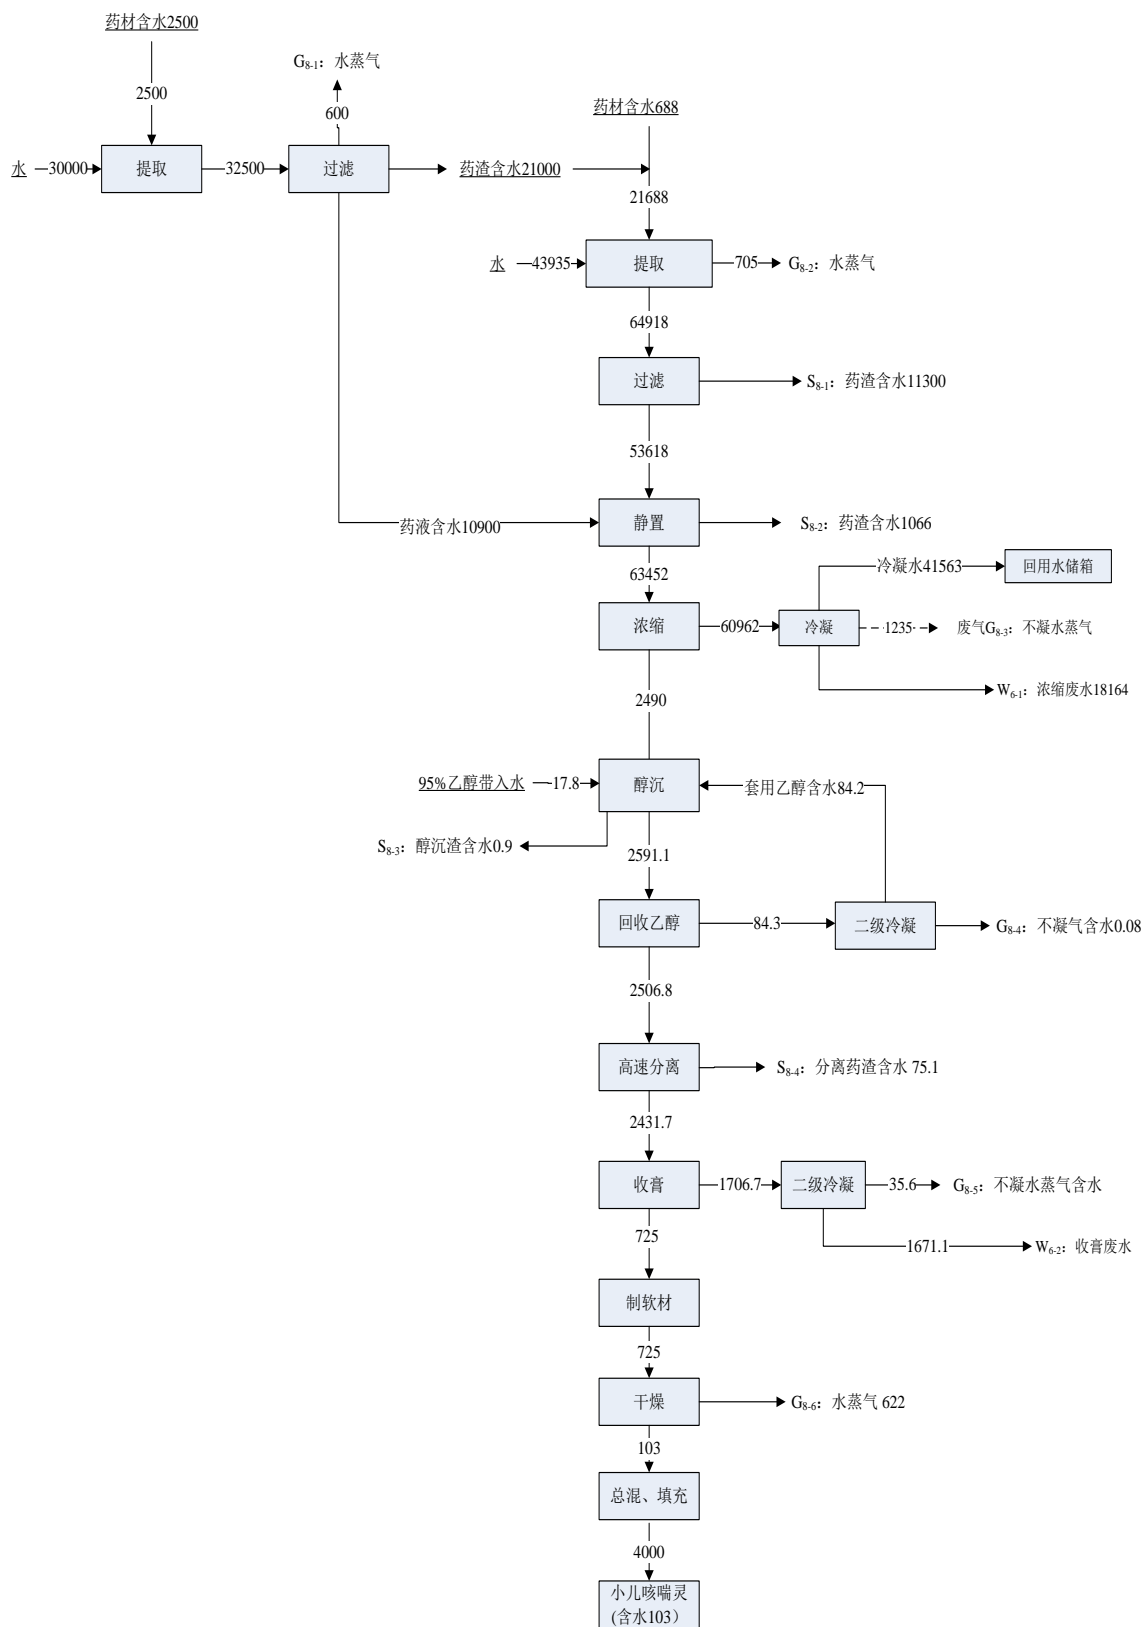 药材含水2500
G8-1：水蒸气
2500
600
药材含水688
水
30000
提取
32500
过滤
药渣含水21000
21688
水
43935
提取
705
G8-2：水蒸气
64918
过滤
S8-1：药渣含水11300
53618
药液含水10900
静置
S8-2：药渣含水1066
63452
冷凝水41563
回用水储箱
浓缩
60962
冷凝
1235
废气G8-3：不凝水蒸气
2490
W6-1：浓缩废水18164
95%乙醇带入水
17.8
醇沉
套用乙醇含水84.2
S8-3：醇沉渣含水0.9
2591.1
回收乙醇
84.3
二级冷凝
G8-4：不凝气含水0.08
2506.8
高速分离
S8-4：分离药渣含水 75.1
2431.7
收膏
1706.7
二级冷凝
35.6
G8-5：不凝水蒸气含水
725
1671.1
W6-2：收膏废水
制软材
725
干燥
G8-6：水蒸气 622
103
总混、填充
4000
小儿咳喘灵
(含水103）